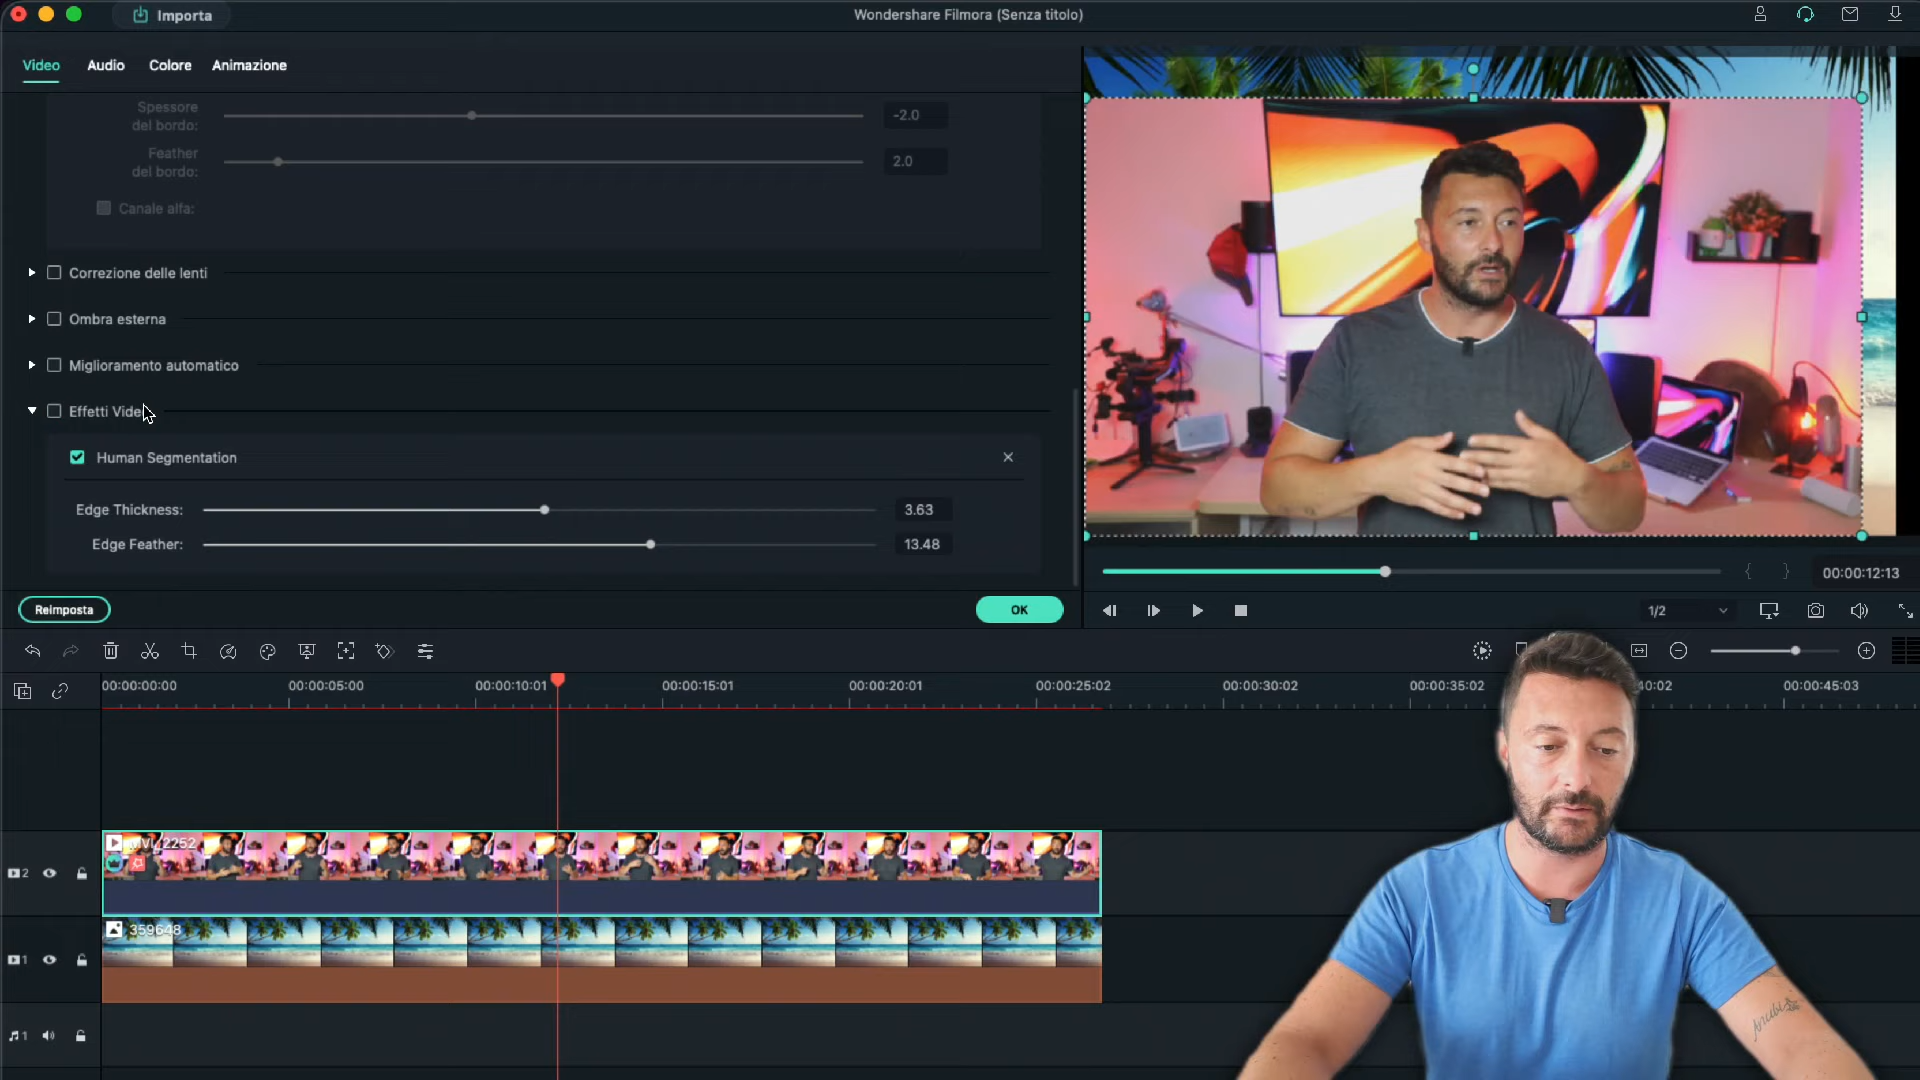 Importa
Wondershare Filmora (Senza titolo)
Video
Audio
Colore
Animazione
Spessore
del bordo:
-2.0
Feather
del bordo:
2.0
Canale alfa:
Correzione delle lenti
Ombra esterna
Miglioramento automatico
Effetti Vide
Human Segmentation
Edge Thickness:
3.63
Edge Feather:
13.48
00:00:12:13
Reimposta
OK
1/2
00:00:00:00
00:00:05:00
00:00:10:01
00:00:15:01
00:00:20:01
00:00:25:02
00:00:30:02
00:00:35:02
40:02
00:00:45:03
MVI_2252
2
359648
1
1